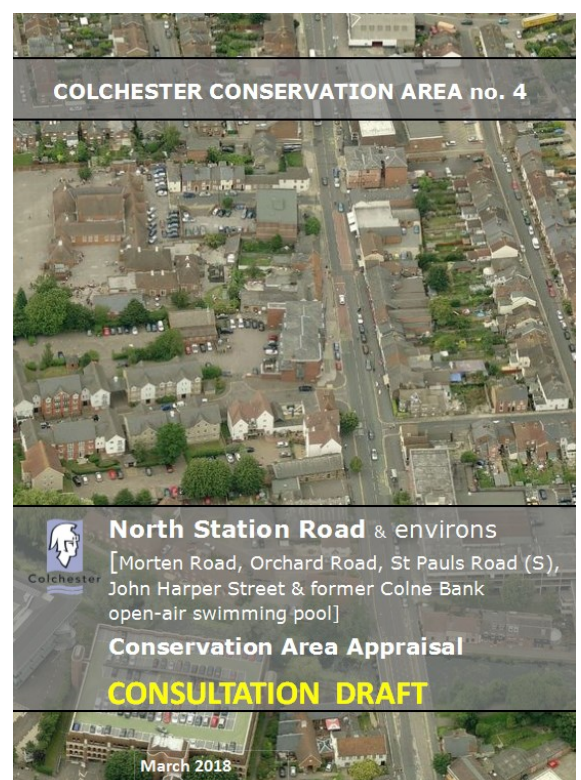 COLCHESTER CONSERVATION AREA no. 4
Colchester
North Station Road & environs
[Morten Road, Orchard Road, St Pauls Road (S),
John Harper Street & former Colne Bank
open-air swimming pool]
Conservation Area Appraisal
CONSULTATION DRAFT
March 2018